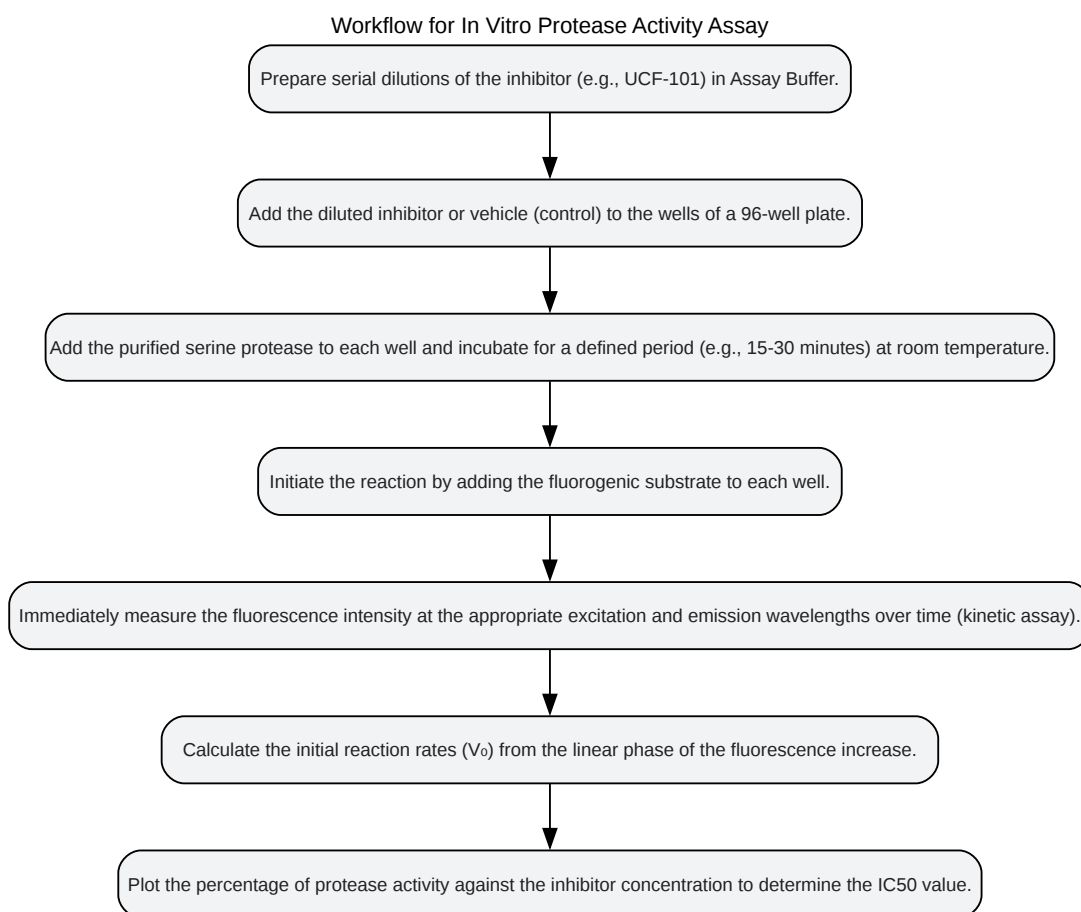 Workflow for In Vitro Protease Activity Assay
Prepare serial dilutions of the inhibitor (e.g., UCF-101) in Assay Buffer.
Add the diluted inhibitor or vehicle (control) to the wells of a 96-well plate.
Add the purified serine protease to each well and incubate for a defined period (e.g., 15-30 minutes) at room temperature.
Initiate the reaction by adding the fluorogenic substrate to each well.
Immediately measure the fluorescence intensity at the appropriate excitation and emission wavelengths over time (kinetic assay).
Calculate the initial reaction rates (V₀) from the linear phase of the fluorescence increase.
Plot the percentage of protease activity against the inhibitor concentration to determine the IC50 value.